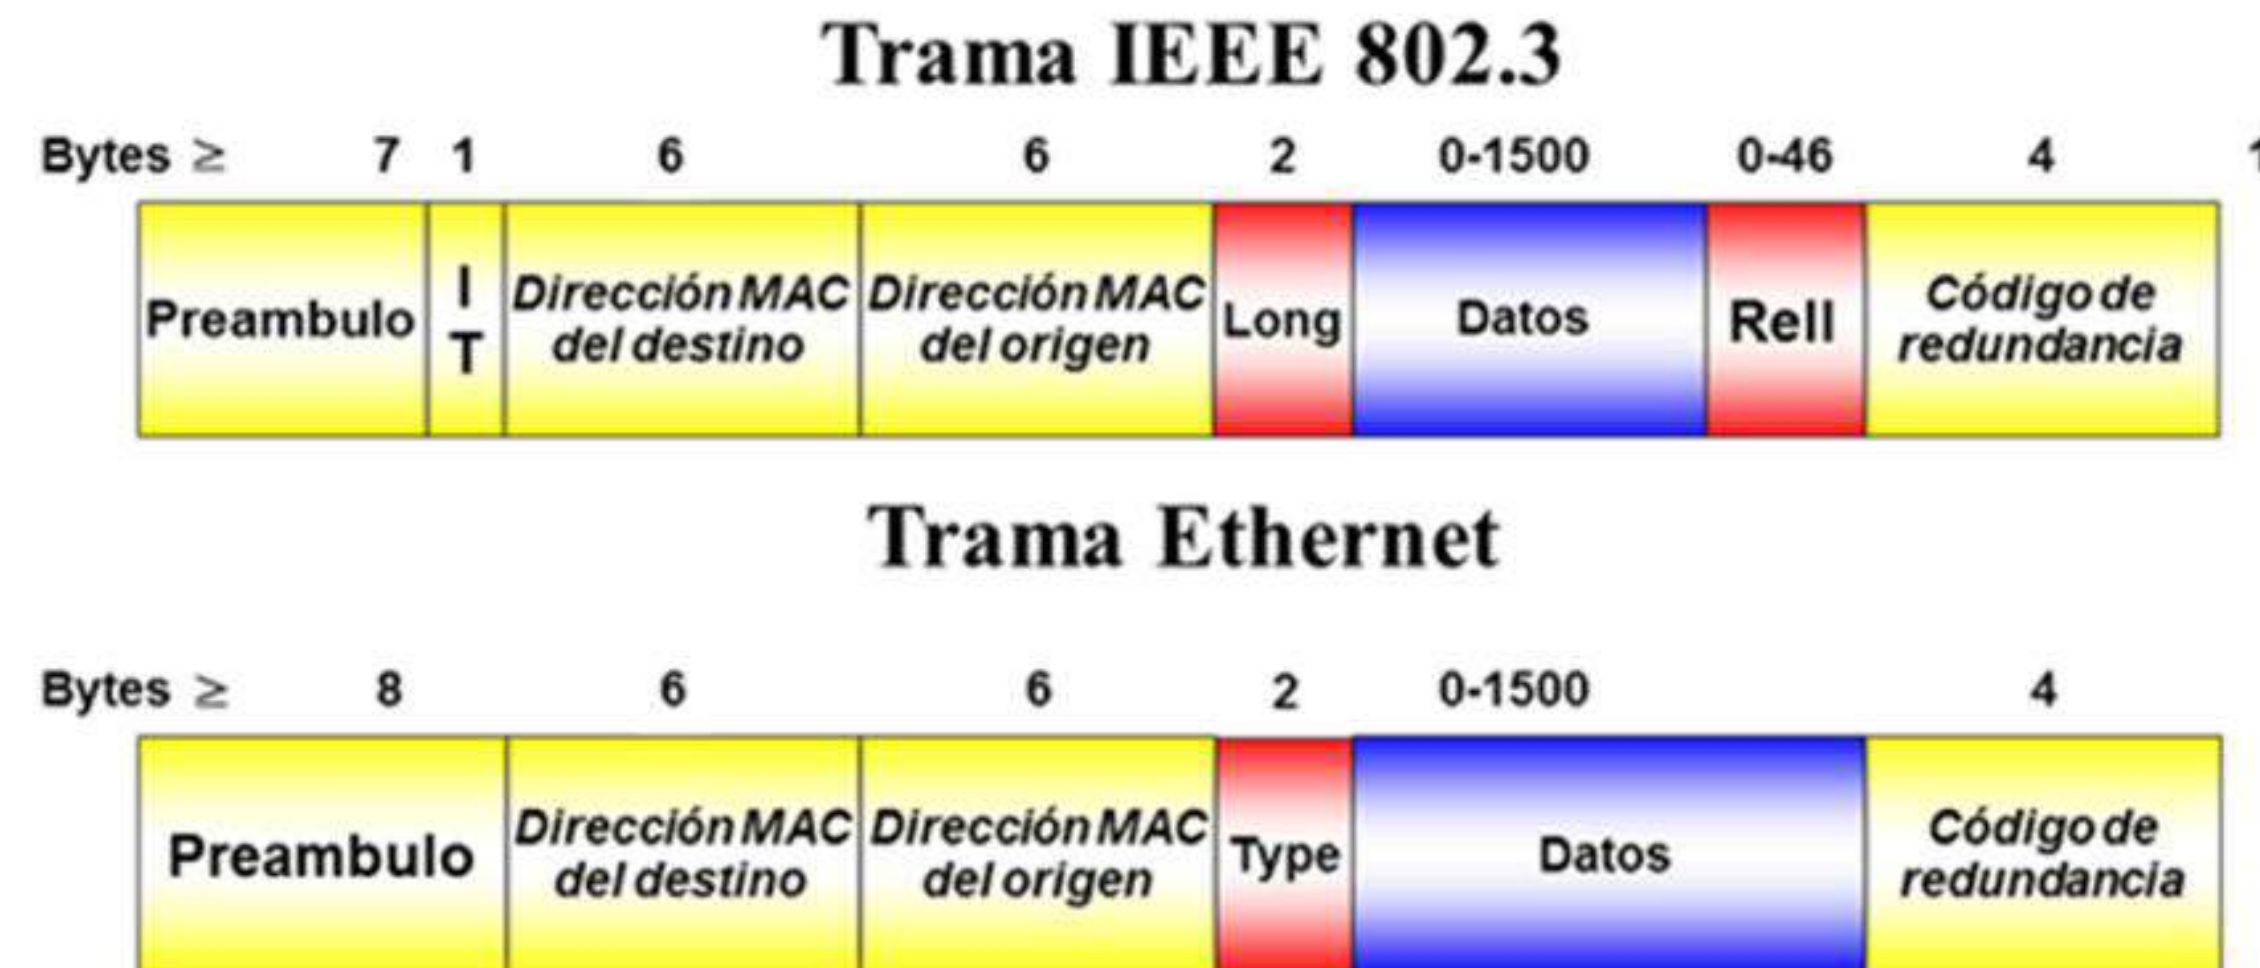 Trama IEEE 802.3
Bytes ≥ 7 1 6 6 2 0-1500 0-46 4 1
Preambulo
I
T
Dirección MAC
del destino
Dirección MAC
del origen
Long
Datos
Rell
Código de
redundancia
Trama Ethernet
Bytes ≥ 8 6 6 2 0-1500 4
Preambulo
Dirección MAC
del destino
Dirección MAC
del origen
Type
Datos
Código de
redundancia